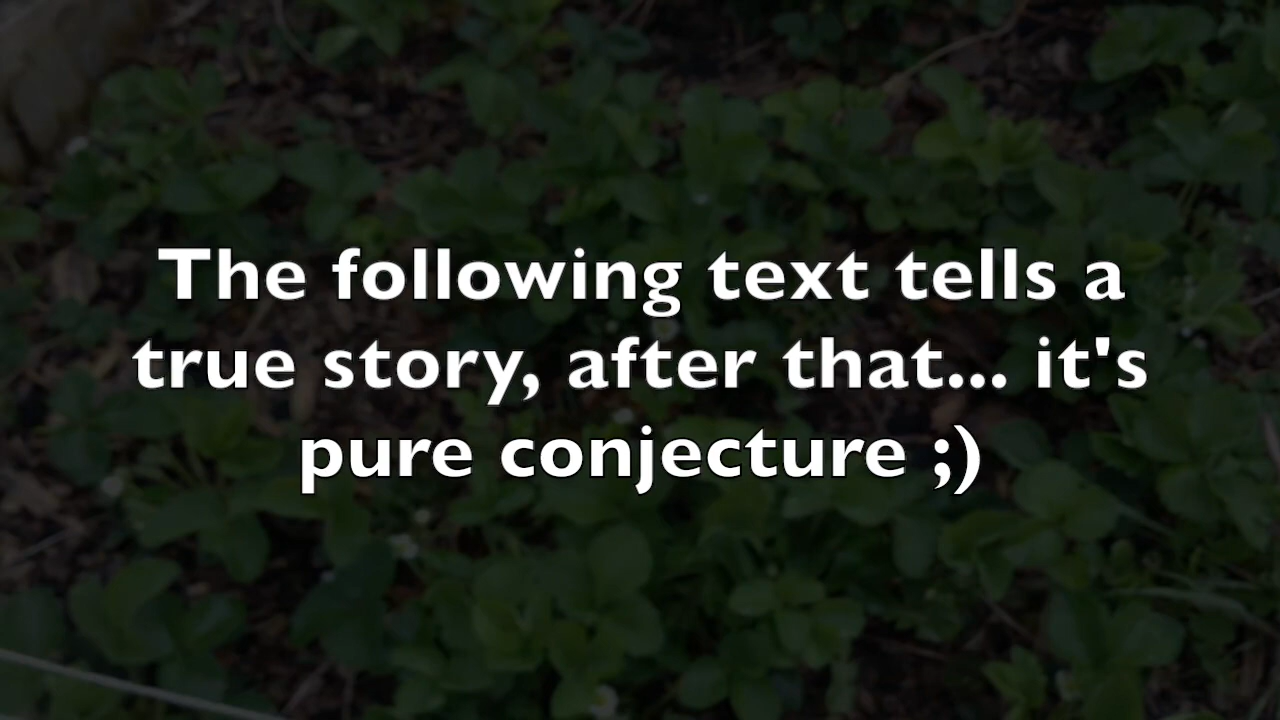 The following text tells a
true story, after that... it's
pure conjecture ;)